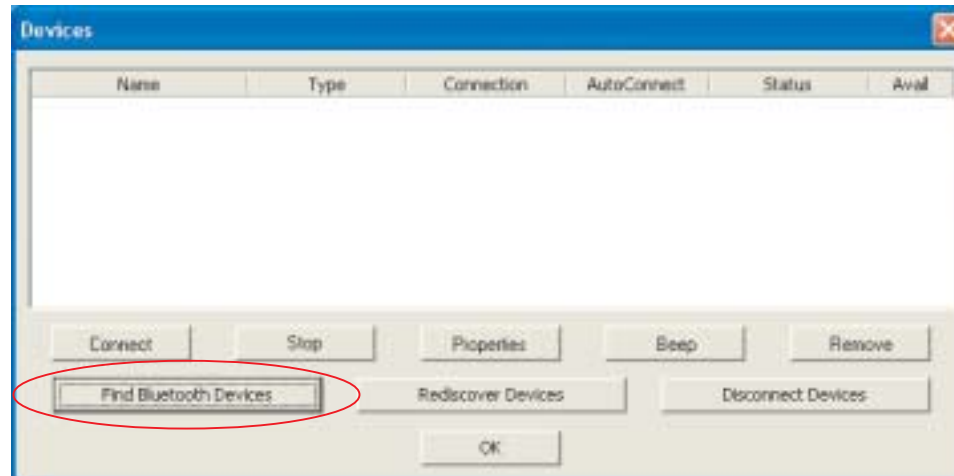 Devices
Name Type Connection AutoConnect Status Avail
Connect Stop Properties Beep Remove
Find Bluetooth Devices Rediscover Devices Disconnect Devices
OK